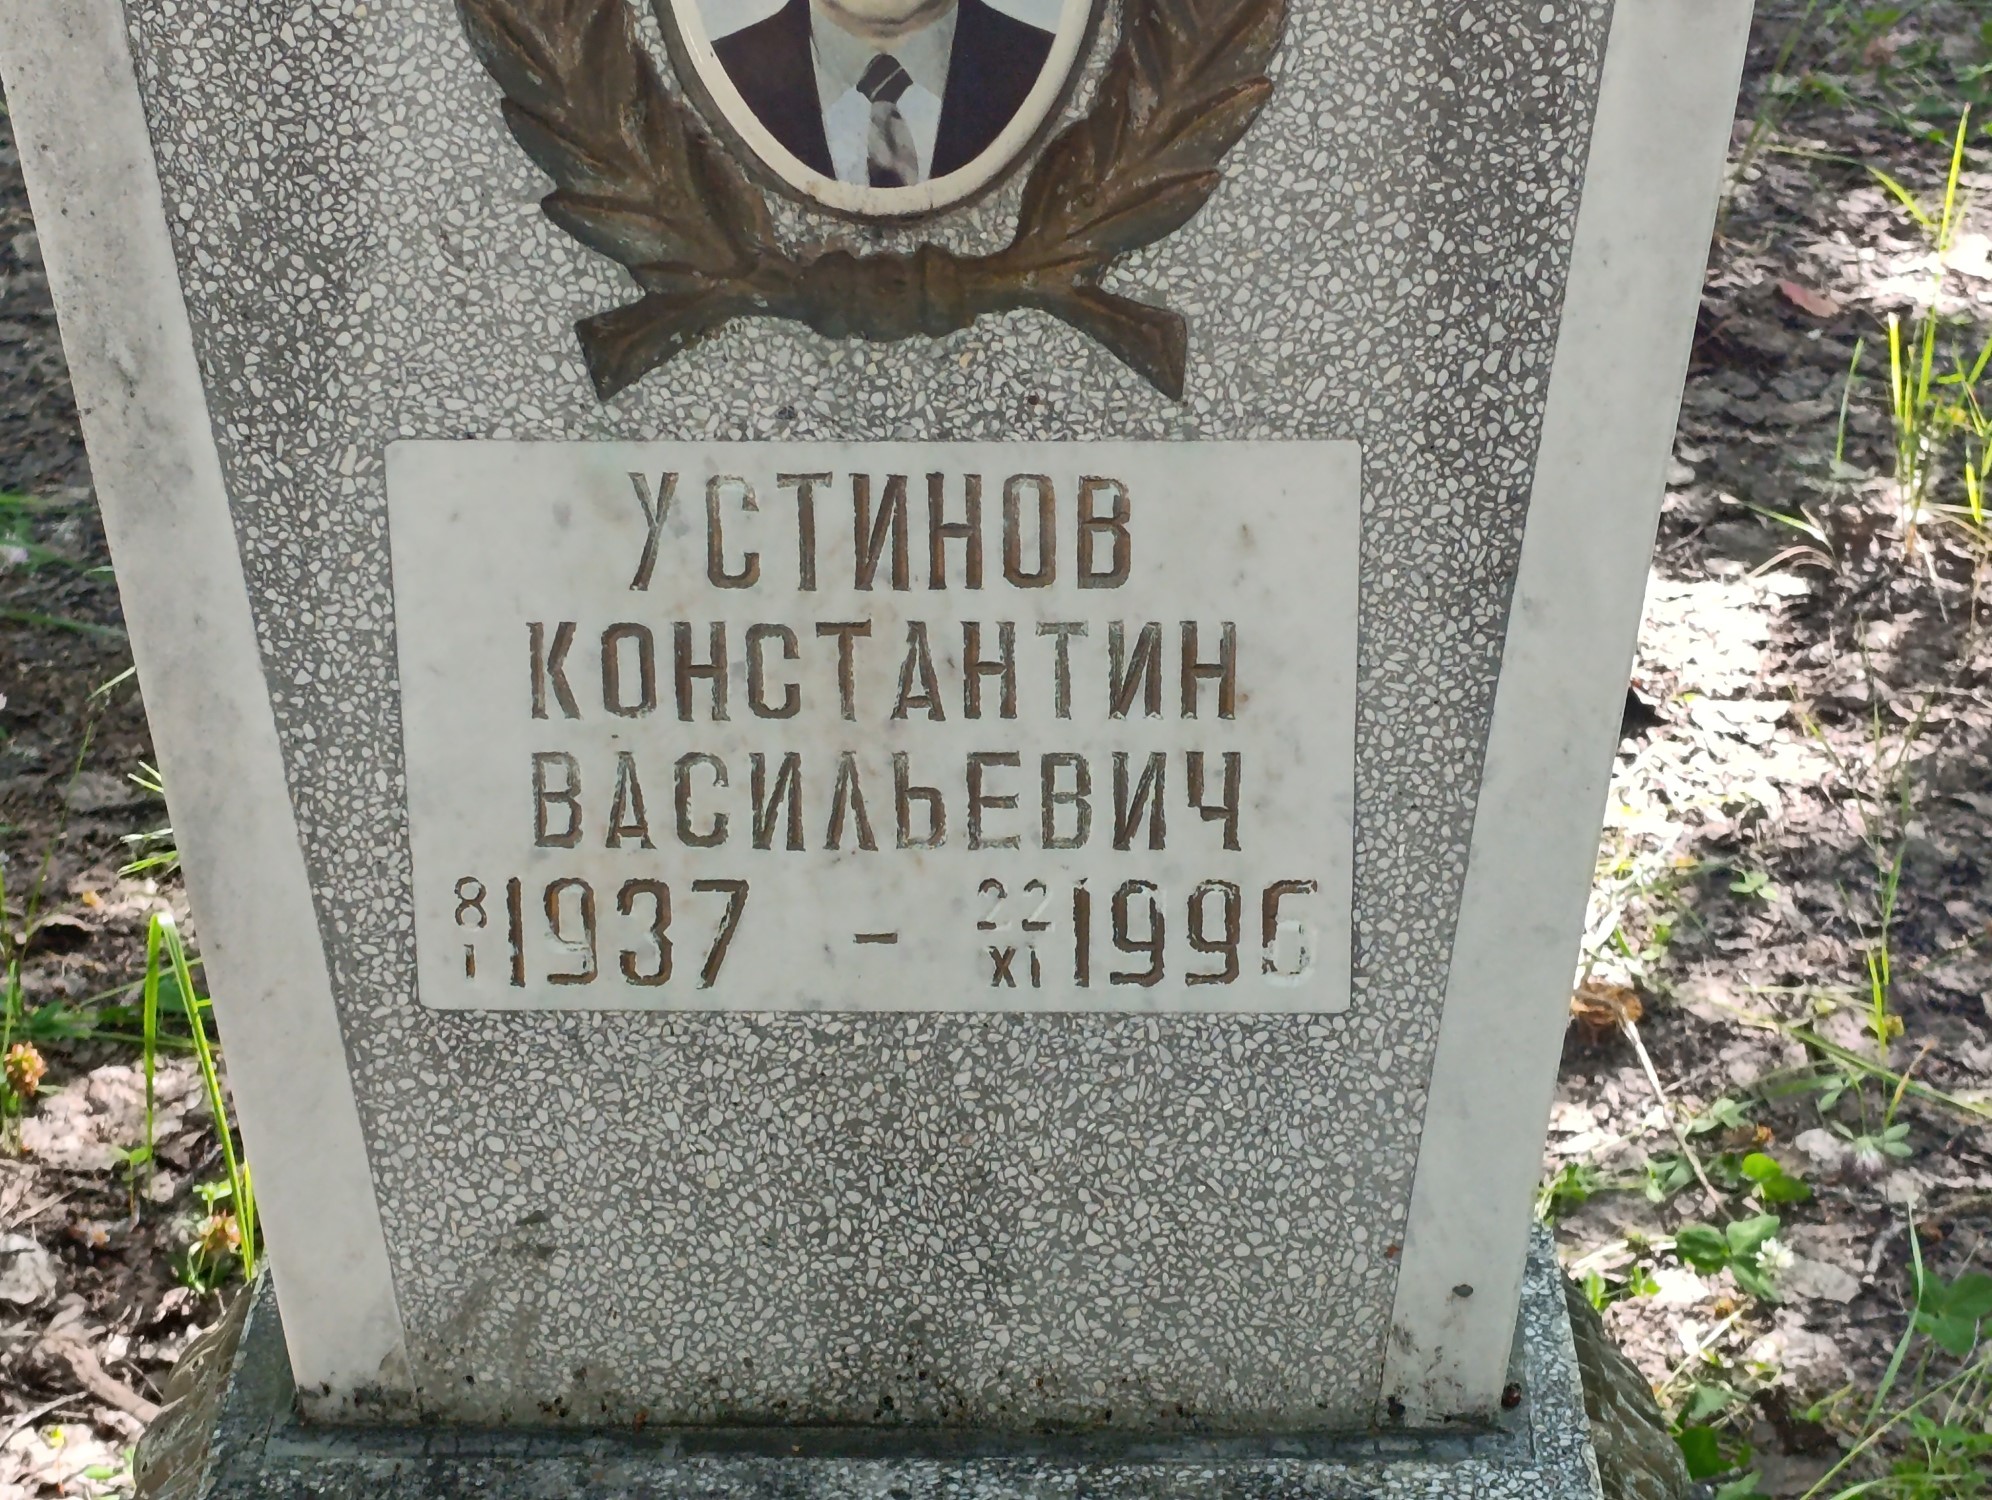 УСТИНОВ
КОНСТАНТИН
ВАСИЛЬЕВИЧ
8/I 1937 - 22/XI 1996